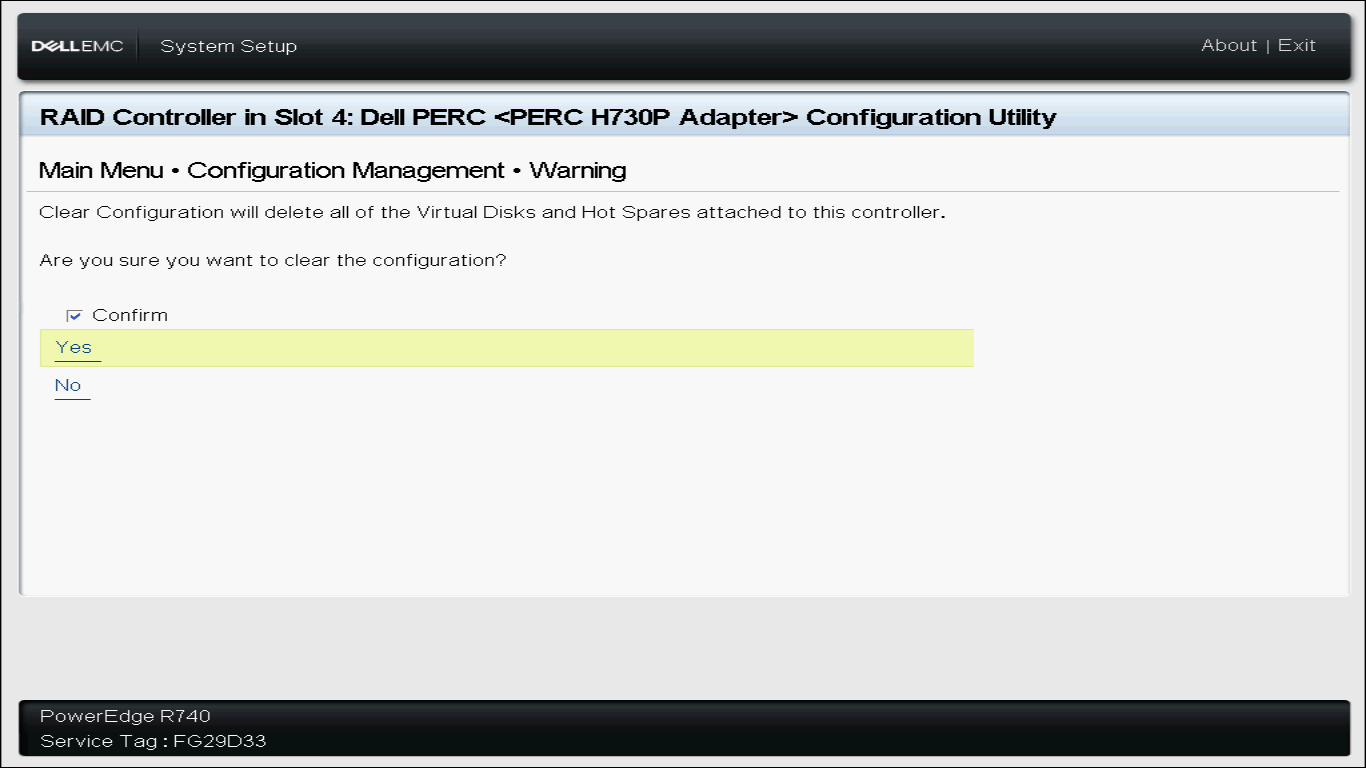 DELLEMC System Setup About | Exit
RAID Controller in Slot 4: Dell PERC <PERC H730P Adapter> Configuration Utility
Main Menu • Configuration Management • Warning
Clear Configuration will delete all of the Virtual Disks and Hot Spares attached to this controller.
Are you sure you want to clear the configuration?
Confirm
Yes
No
PowerEdge R740
Service Tag : FG29D33